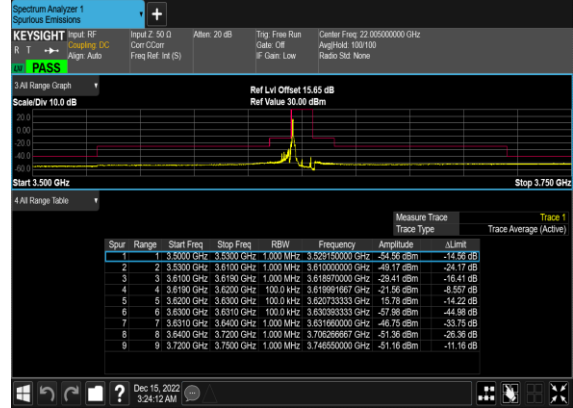 Spectrum Analyzer 1
Spurious Emissions
KEYSIGHT Input: RF Input Z: 50 Ω Atten: 20 dB Trig: Free Run Center Freq: 22.005000000 GHz
R T Coupling: DC Corr CCorr Gate: Off Avg|Hold: 100/100
Align: Auto Freq Ref: Int (S) IF Gain: Low Radio Std: None
PASS
3 All Range Graph
Ref Lvl Offset 15.65 dB
Scale/Div 10.0 dB Ref Value 30.00 dBm
20.0
0.00
-20.0
-40.0
-60.0
Start 3.500 GHz Stop 3.750 GHz
4 All Range Table
Measure Trace Trace 1
Trace Type Trace Average (Active)
Spur Range Start Freq Stop Freq RBW Frequency Amplitude ΔLimit
1 1 3.5000 GHz 3.5300 GHz 1.000 MHz 3.529150000 GHz -54.56 dBm -14.56 dB
2 2 3.5300 GHz 3.6100 GHz 1.000 MHz 3.610000000 GHz -49.17 dBm -24.17 dB
3 3 3.6100 GHz 3.6190 GHz 1.000 MHz 3.618970000 GHz -29.41 dBm -16.41 dB
4 4 3.6190 GHz 3.6200 GHz 100.0 kHz 3.619991667 GHz -21.56 dBm -8.557 dB
5 5 3.6200 GHz 3.6300 GHz 100.0 kHz 3.620733333 GHz 15.78 dBm -14.22 dB
6 6 3.6300 GHz 3.6310 GHz 100.0 kHz 3.630393333 GHz -57.98 dBm -44.98 dB
7 7 3.6310 GHz 3.6400 GHz 1.000 MHz 3.631660000 GHz -46.75 dBm -33.75 dB
8 8 3.6400 GHz 3.7200 GHz 1.000 MHz 3.706266667 GHz -51.36 dBm -26.36 dB
9 9 3.7200 GHz 3.7500 GHz 1.000 MHz 3.746550000 GHz -51.16 dBm -11.16 dB
? Dec 15, 2022
3:24:12 AM